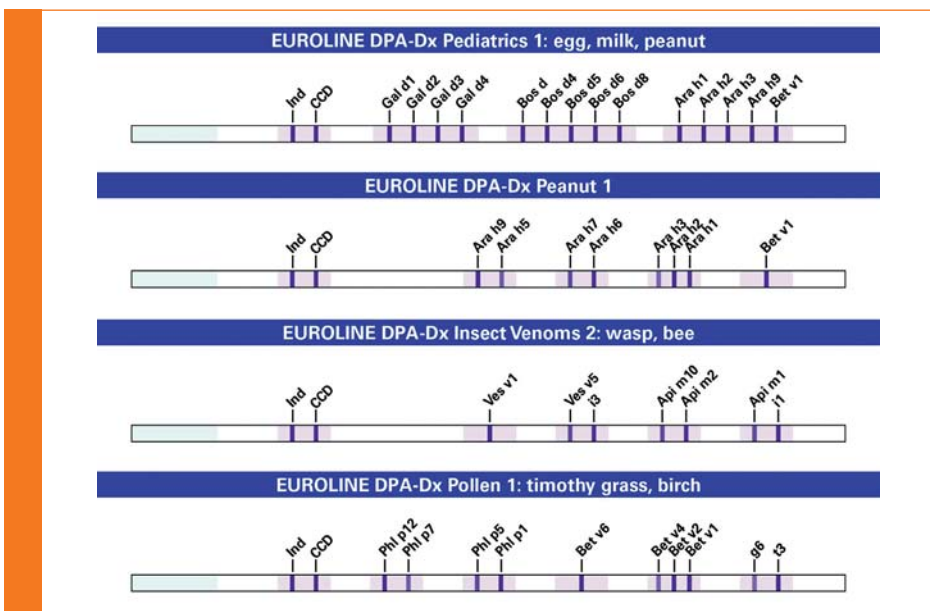 EUROLINE DPA-Dx Pediatrics 1: egg, milk, peanut
Ind CCD Gal d1 Gal d2 Gal d3 Gal d4 Bos d Bos d4 Bos d5 Bos d6 Bos d8 Ara h1 Ara h2 Ara h3 Ara h9 Bet v1
EUROLINE DPA-Dx Peanut 1
Ind CCD Ara h9 Ara h5 Ara h7 Ara h6 Ara h3 Ara h2 Ara h1 Bet v1
EUROLINE DPA-Dx Insect Venoms 2: wasp, bee
Ind CCD Ves v1 Ves v5 i3 Api m10 Api m2 Api m1 i1
EUROLINE DPA-Dx Pollen 1: timothy grass, birch
Ind CCD Phl p12 Phl p7 Phl p5 Phl p1 Bet v6 Bet v4 Bet v2 Bet v1 g6 t3